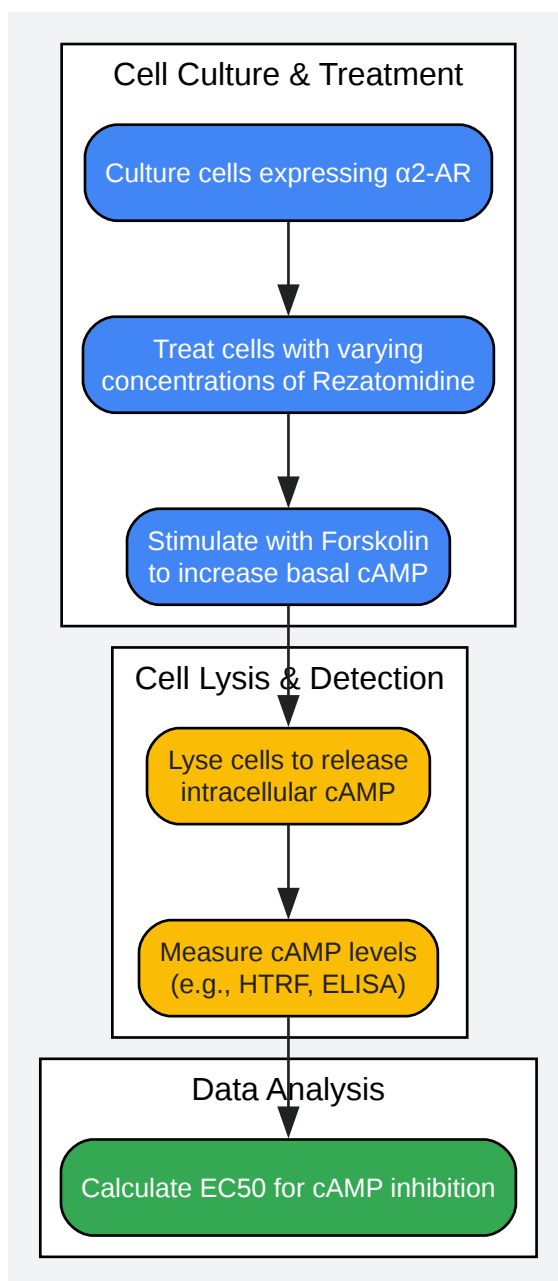 Cell Culture & Treatment
Culture cells expressing α2-AR
Treat cells with varying
concentrations of Rezatomidine
Stimulate with Forskolin
to increase basal cAMP
Cell Lysis & Detection
Lyse cells to release
intracellular cAMP
Measure cAMP levels
(e.g., HTRF, ELISA)
Data Analysis
Calculate EC50 for cAMP inhibition